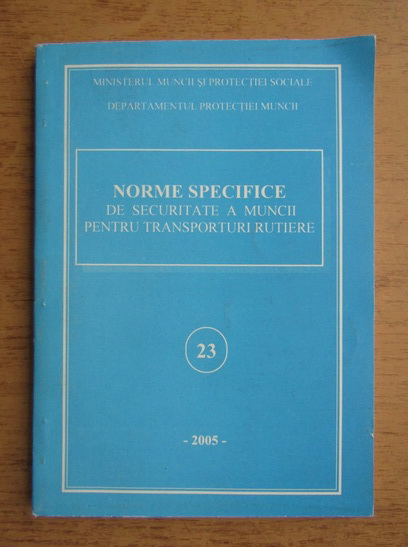 MINISTERUL MUNCII ȘI PROTECȚIEI SOCIALE
DEPARTAMENTUL PROTECȚIEI MUNCII
NORME SPECIFICE
DE SECURITATE A MUNCII
PENTRU TRANSPORTURI RUTIERE
23
- 2005 -